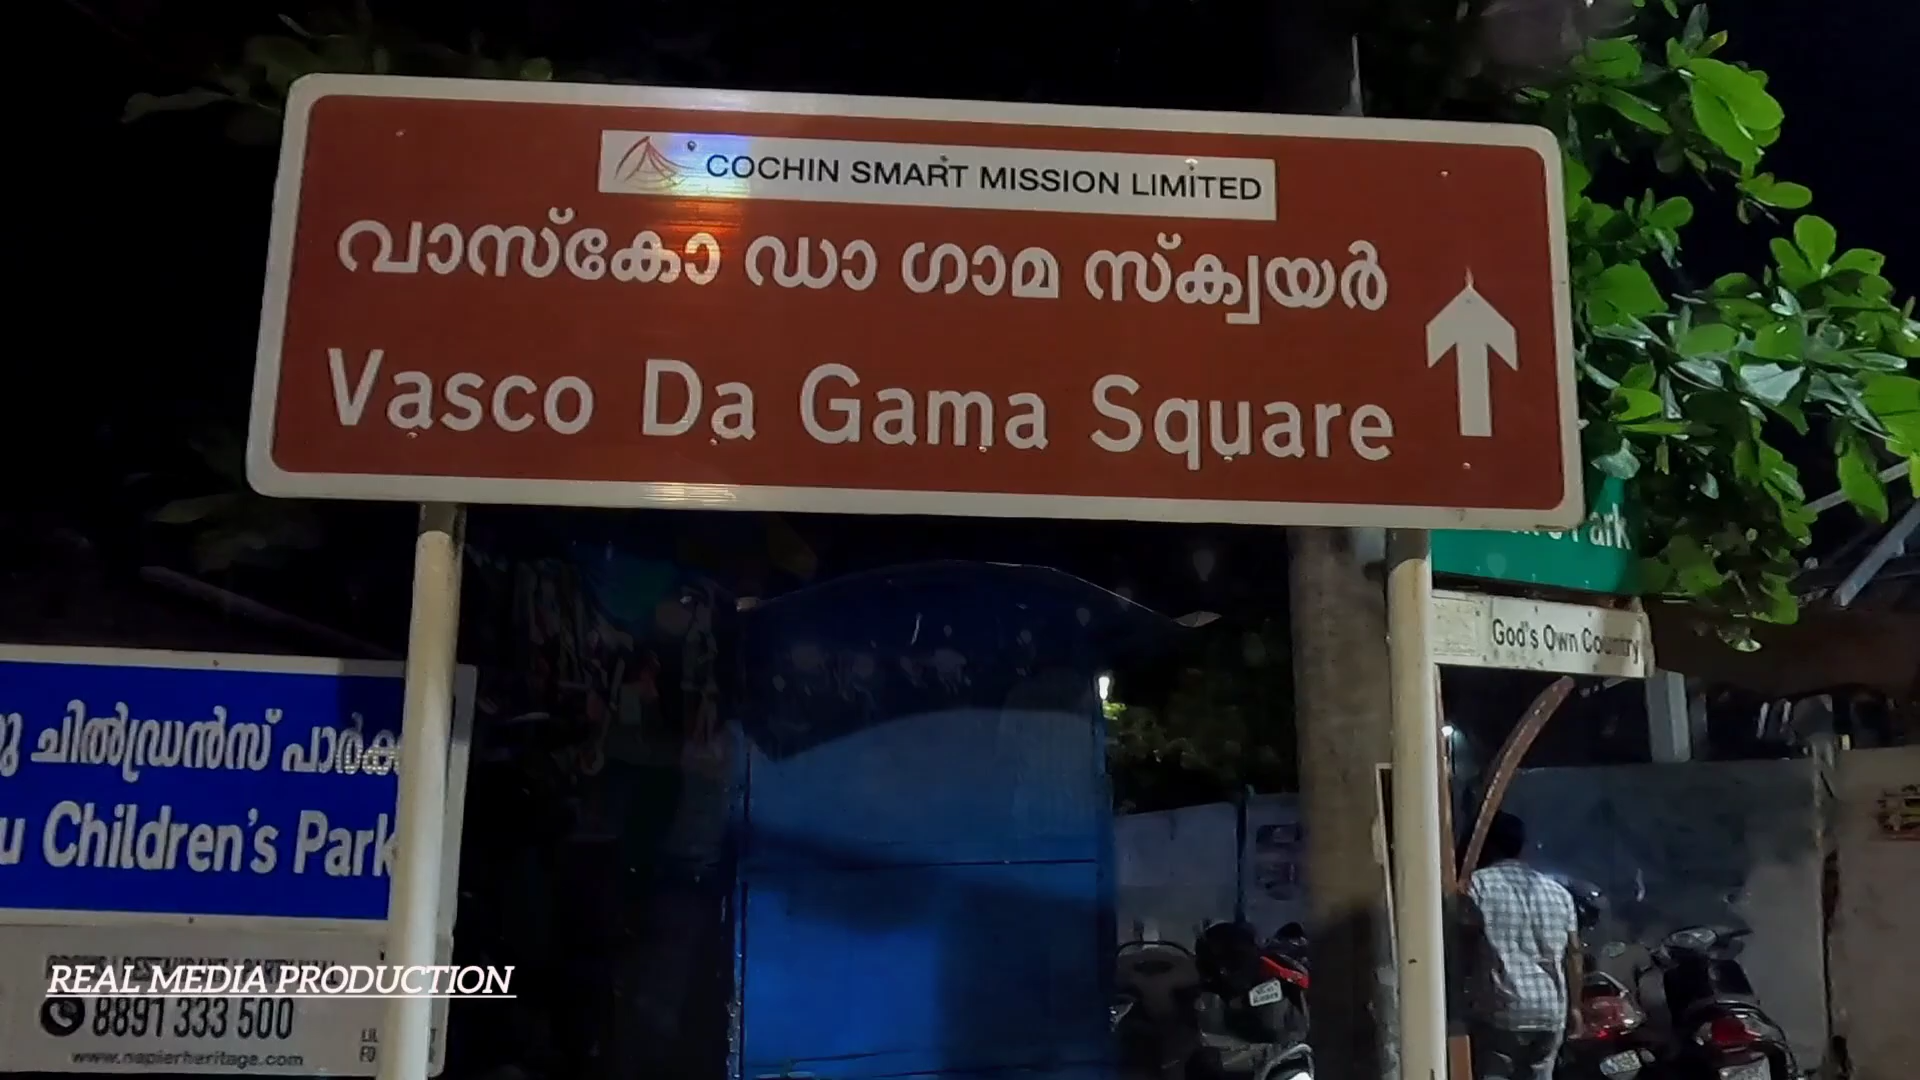 COCHIN SMART MISSION LIMITED
വാസ്കോ ഡാ ഗാമ സ്ക്വയർ
Vasco Da Gama Square
Park
God's Own Country
ചിൽഡ്രൻസ് പാർക്ക
u Children's Park
REAL MEDIA PRODUCTION
8891 333 500
www.napierheritage.com